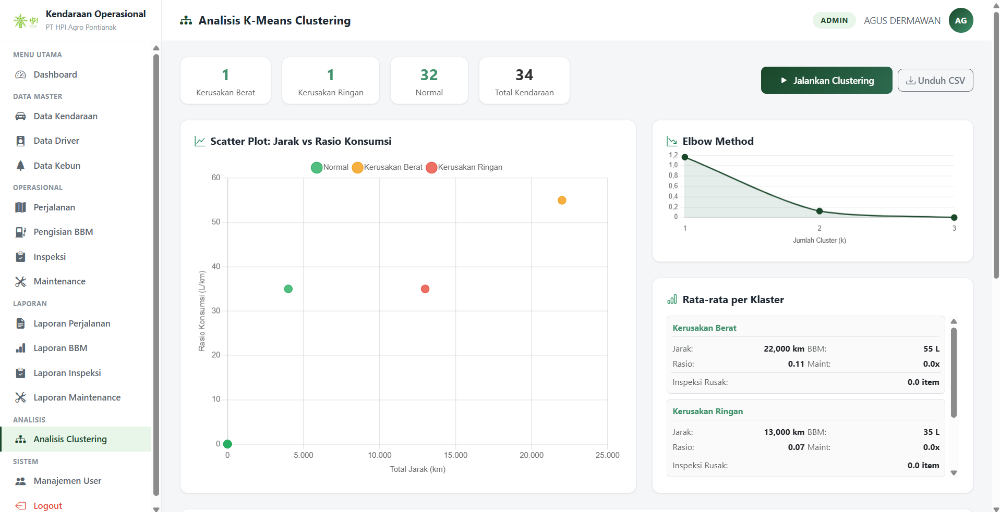 HPI
Kendaraan Operasional
PT HPI Agro Pontianak
MENU UTAMA
Dashboard
DATA MASTER
Data Kendaraan
Data Driver
Data Kebun
OPERASIONAL
Perjalanan
Pengisian BBM
Inspeksi
Maintenance
LAPORAN
Laporan Perjalanan
Laporan BBM
Laporan Inspeksi
Laporan Maintenance
ANALISIS
Analisis Clustering
SISTEM
Manajemen User
Logout
Analisis K-Means Clustering
ADMIN AGUS DERMAWAN AG
1
Kerusakan Berat
1
Kerusakan Ringan
32
Normal
34
Total Kendaraan
Jalankan Clustering
Unduh CSV
Scatter Plot: Jarak vs Rasio Konsumsi
Normal Kerusakan Berat Kerusakan Ringan
60
50
40
30
20
10
0
Rasio Konsumsi (L/km)
0 5.000 10.000 15.000 20.000 25.000
Total Jarak (km)
Elbow Method
1,2
1,0
0,8
0,6
0,4
0,2
0
1 2 3
Jumlah Cluster (k)
Rata-rata per Klaster
Kerusakan Berat
Jarak: 22,000 km BBM: 55 L
Rasio: 0.11 Maint: 0.0x
Inspeksi Rusak: 0.0 item
Kerusakan Ringan
Jarak: 13,000 km BBM: 35 L
Rasio: 0.07 Maint: 0.0x
Inspeksi Rusak: 0.0 item